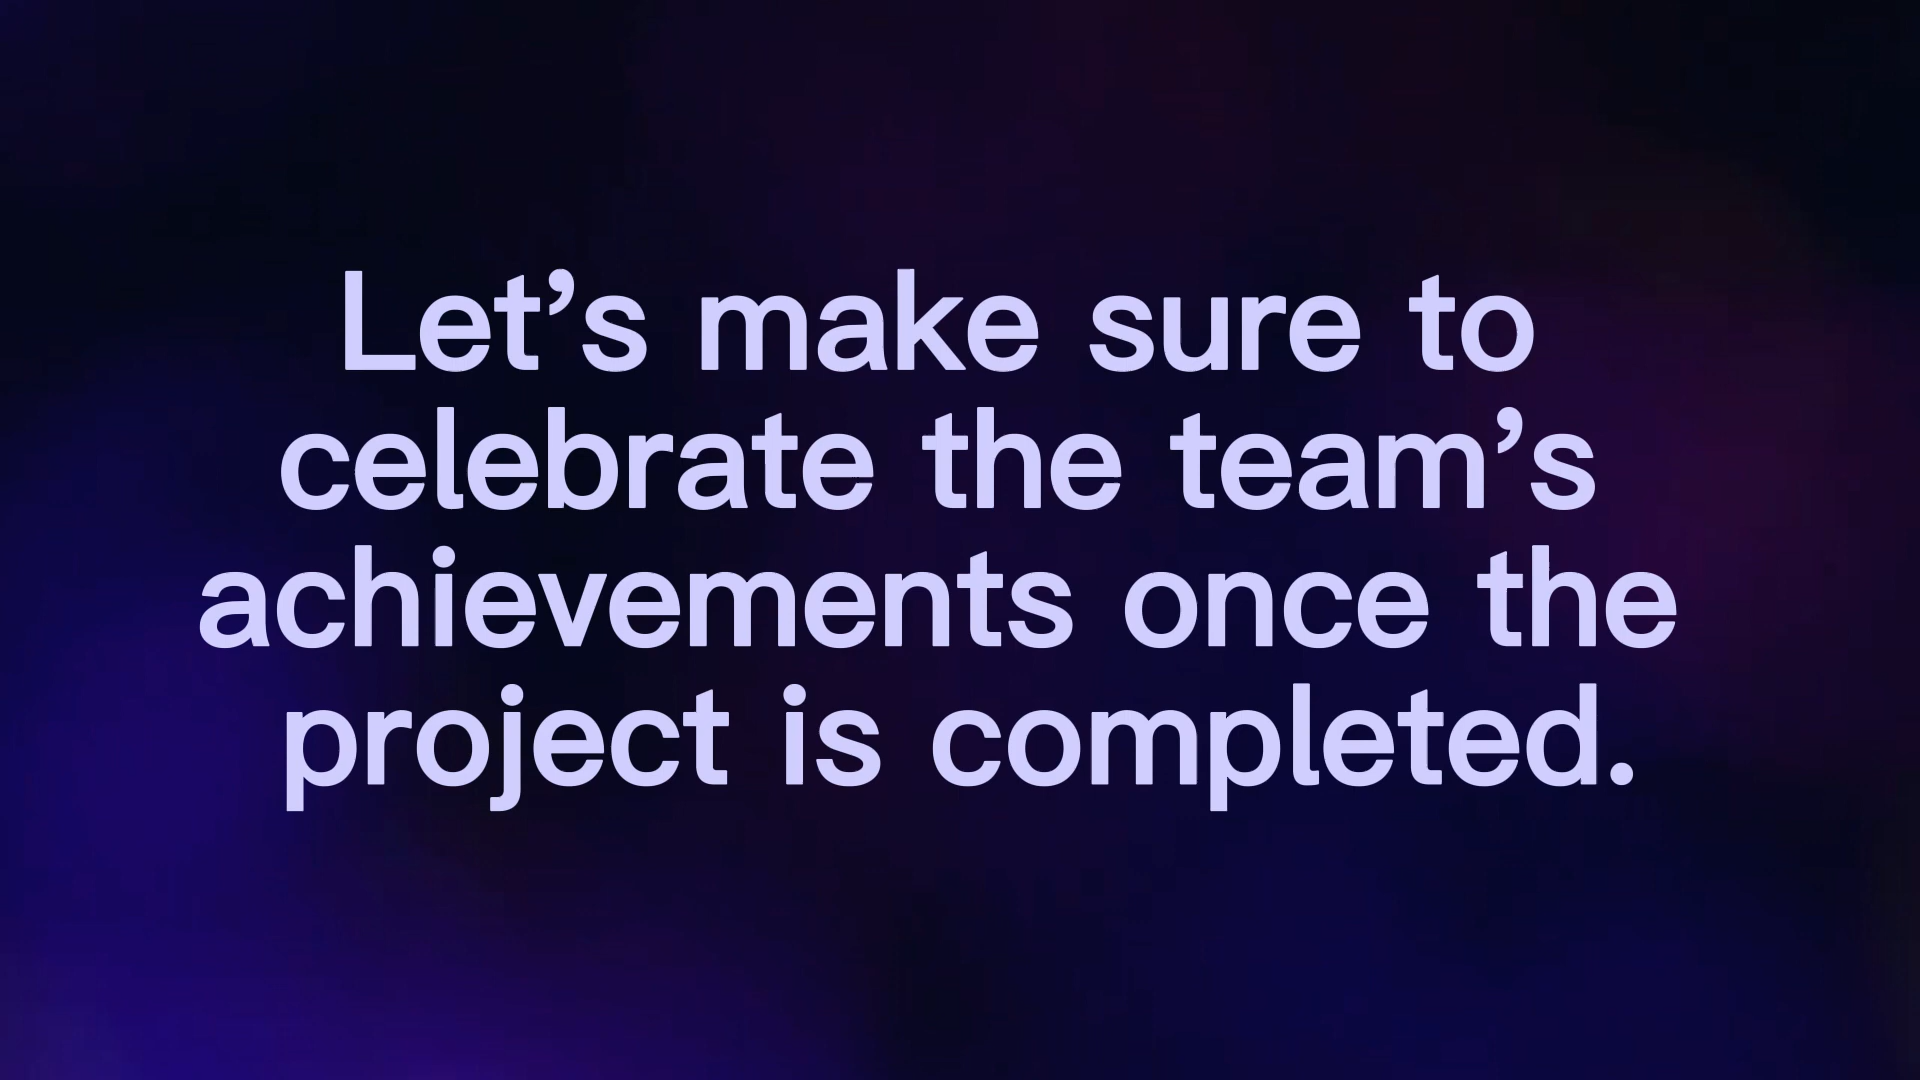 Let’s make sure to
celebrate the team’s
achievements once the
project is completed.